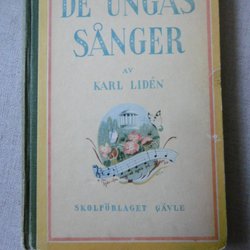 DE UNGAS
SÅNGER
AV
KARL LIDÉN
SKOLFÖRLAGET GÄVLE